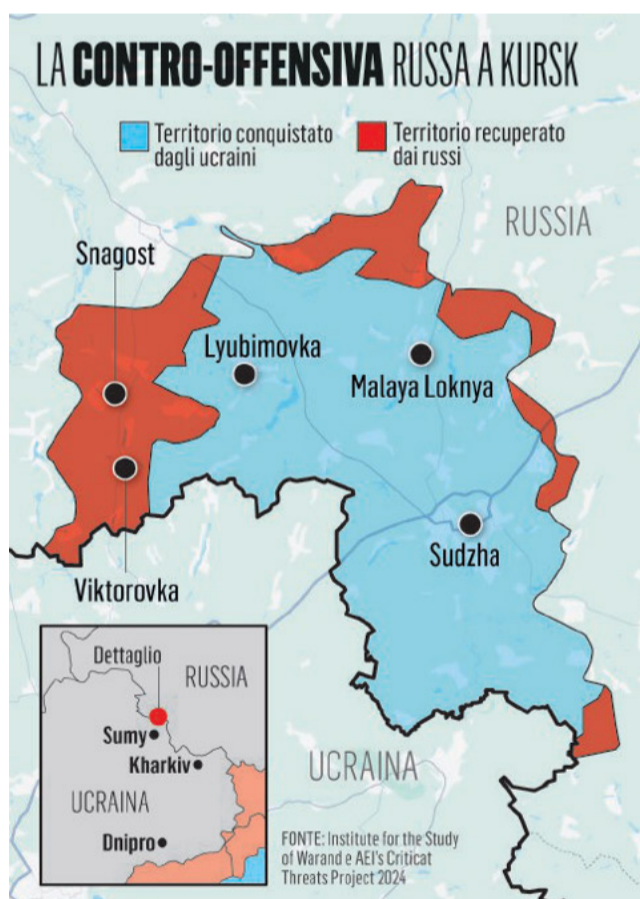 LA CONTRO-OFFENSIVA RUSSA A KURSK
Territorio conquistato
dagli ucraini
Territorio recuperato
dai russi
RUSSIA
Snagost
Lyubimovka
Malaya Loknya
Sudzha
Viktorovka
Dettaglio
RUSSIA
Sumy
Kharkiv
UCRAINA
UCRAINA
Dnipro
FONTE: Institute for the Study
of Warand e AEI's Criticat
Threats Project 2024